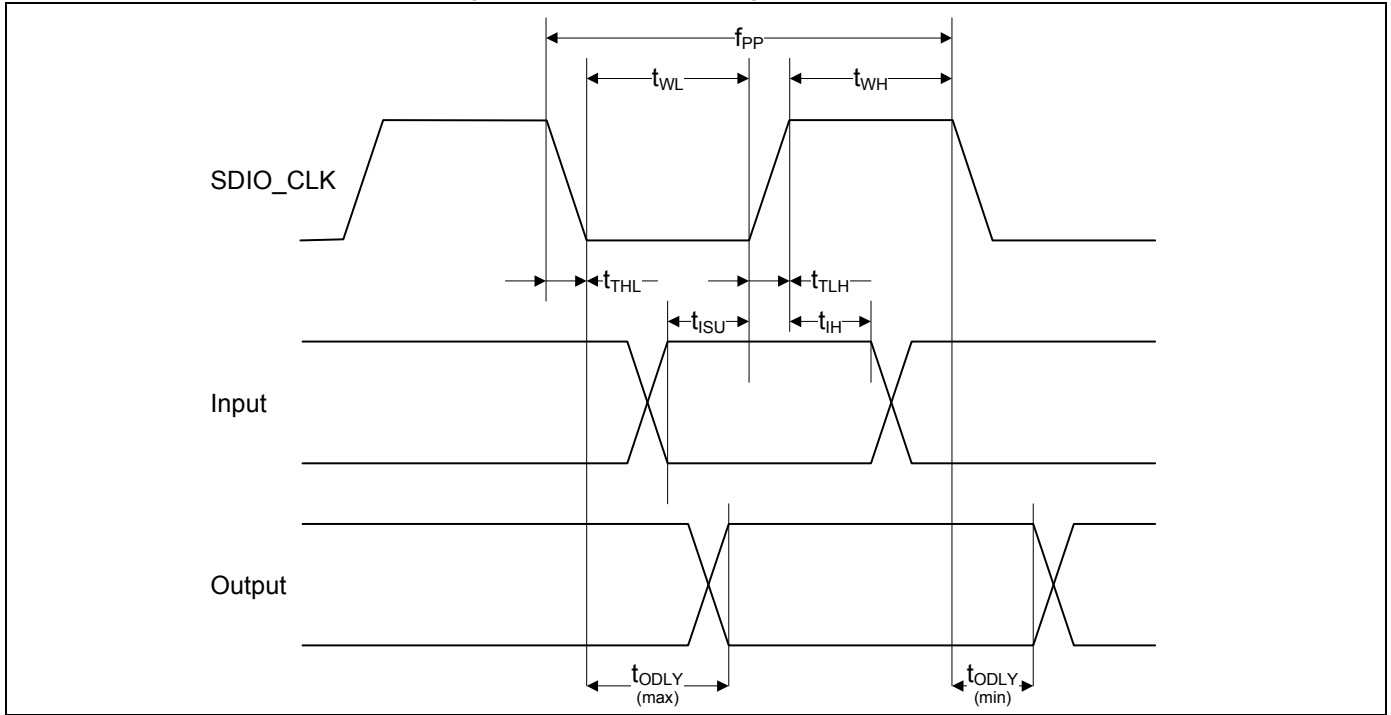 fPP
tWL
tWH
SDIO_CLK
tTHL
tTLH
tISU
tIH
Input
Output
tODLY
(max)
tODLY
(min)